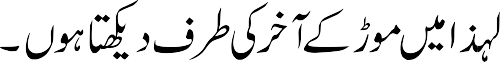 لہذا میں موڑ کے آخر کی طرف دیکھتا ہوں ۔